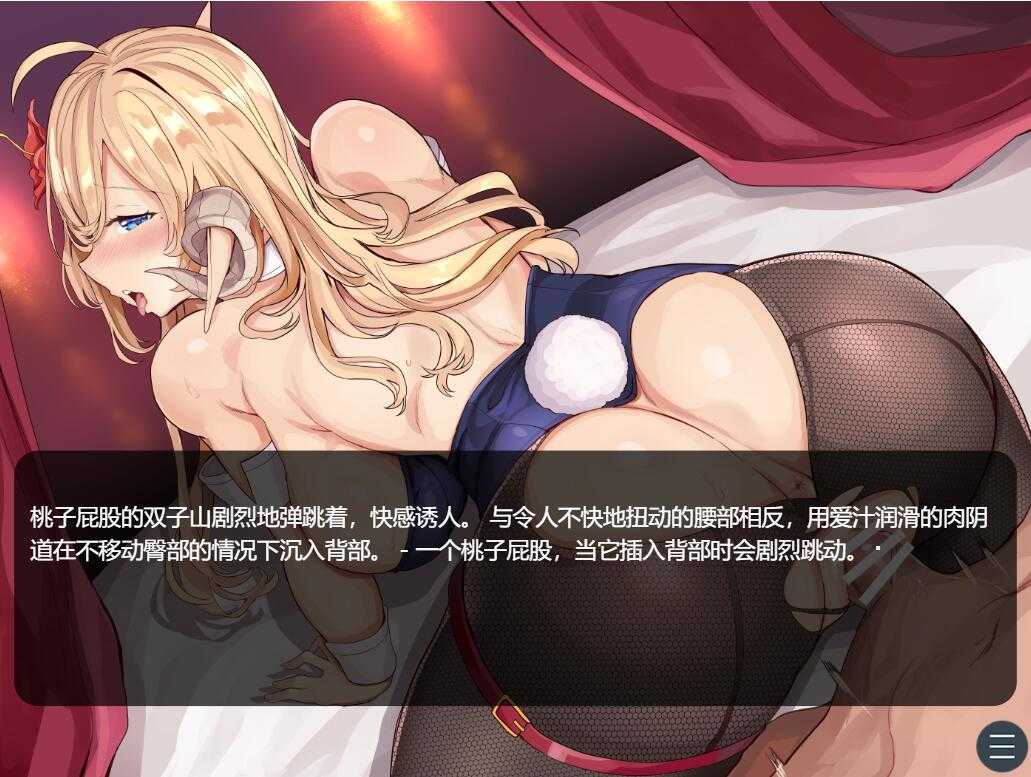 桃子屁股的双子山剧烈地弹跳着，快感诱人。 与令人不快地扭动的腰部相反，用爱汁润滑的肉阴
道在不移动臀部的情况下沉入背部。 - 一个桃子屁股，当它插入背部时会剧烈跳动。 ·